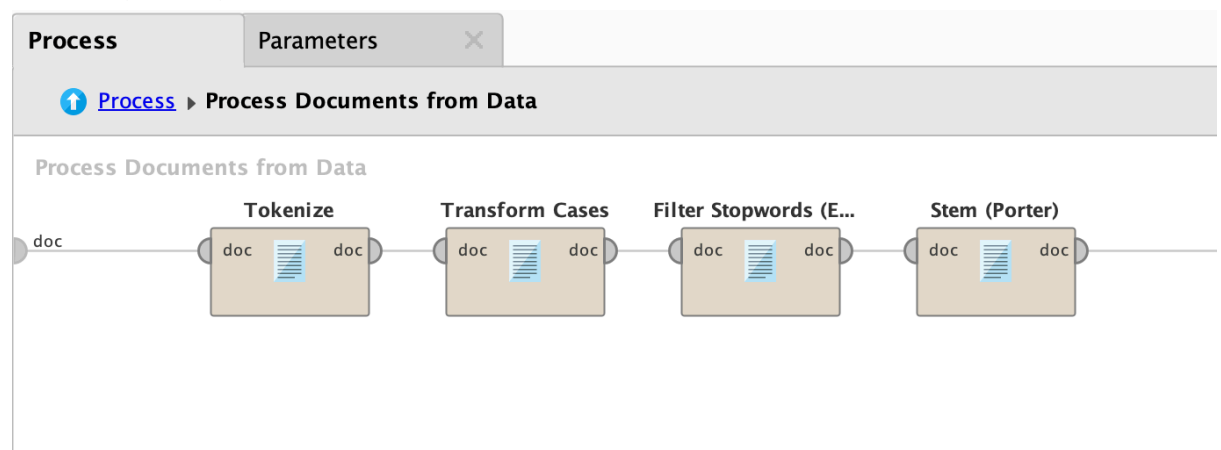 Process Parameters
Process Process Documents from Data
Process Documents from Data
Tokenize Transform Cases Filter Stopwords (E... Stem (Porter)
doc
doc doc doc doc doc doc doc doc